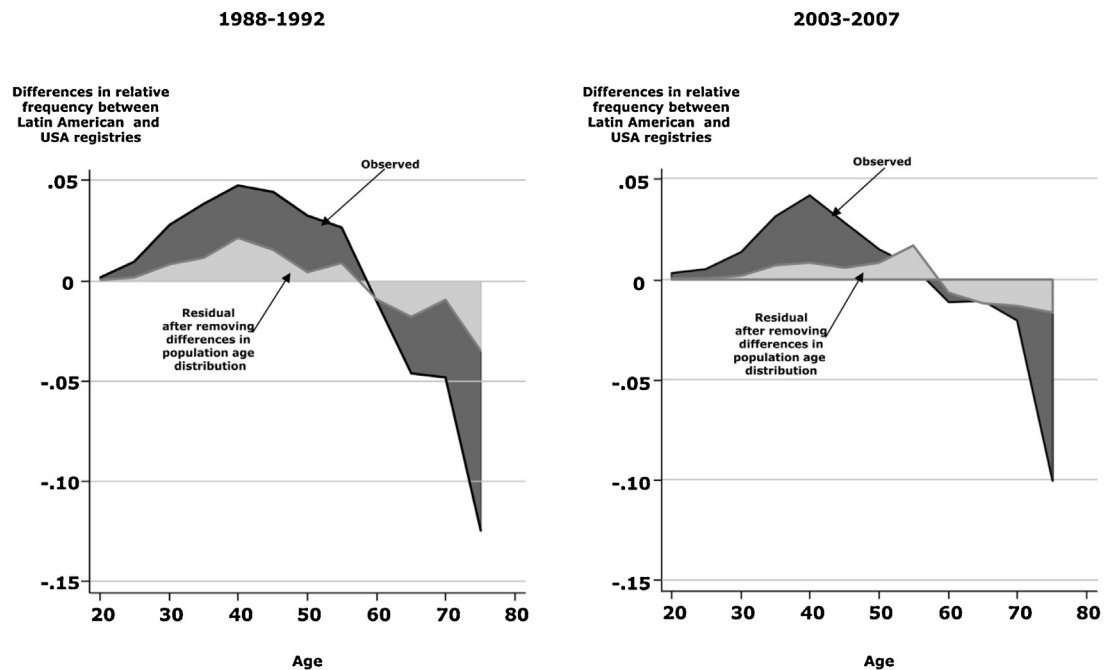 1988-1992
Differences in relative
frequency between
Latin American and
USA registries
Observed
.05
0
-.05
-.10
-.15
Residual
after removing
differences in
population age
distribution
20 30 40 50 60 70 80
Age
2003-2007
Differences in relative
frequency between
Latin American and
USA registries
Observed
.05
0
-.05
-.10
-.15
Residual
after removing
differences in
population age
distribution
20 30 40 50 60 70 80
Age